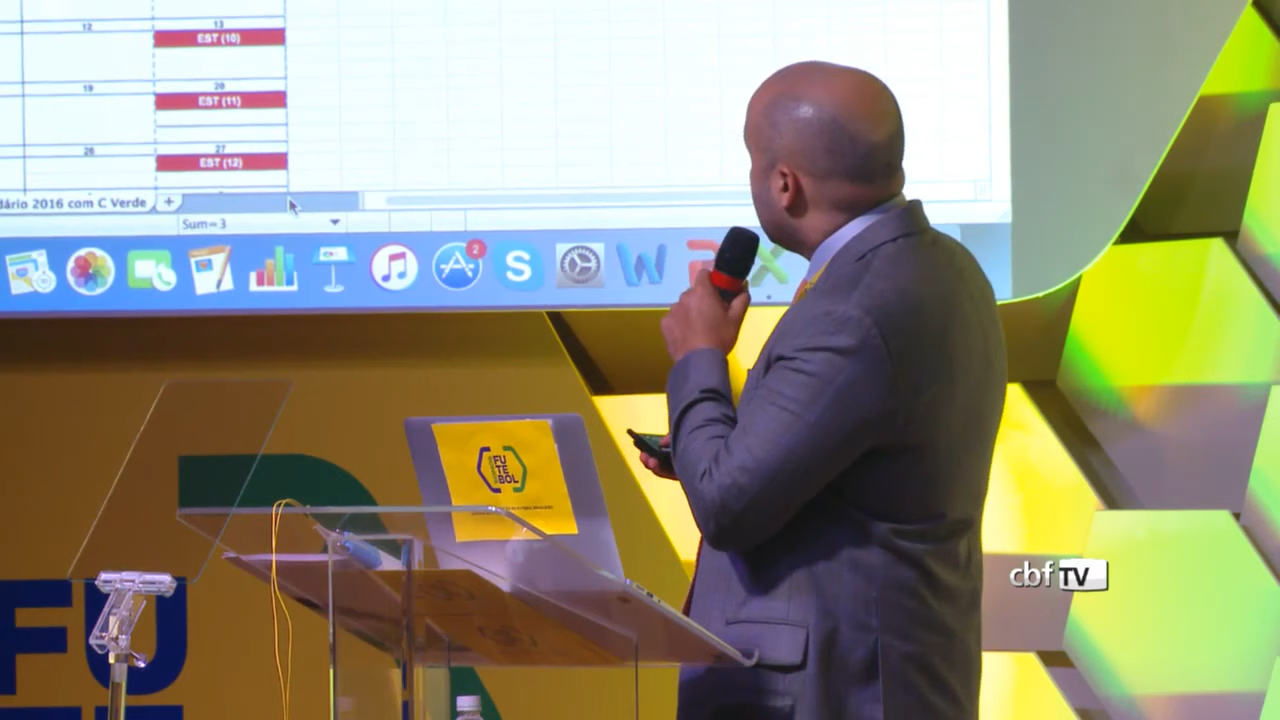 12 13
EST (10)
19 20
EST (11)
26 27
EST (12)
dário 2016 com C Verde +
Sum=3
2
S
W
X
FU
TE
BOL
FU
cbf TV